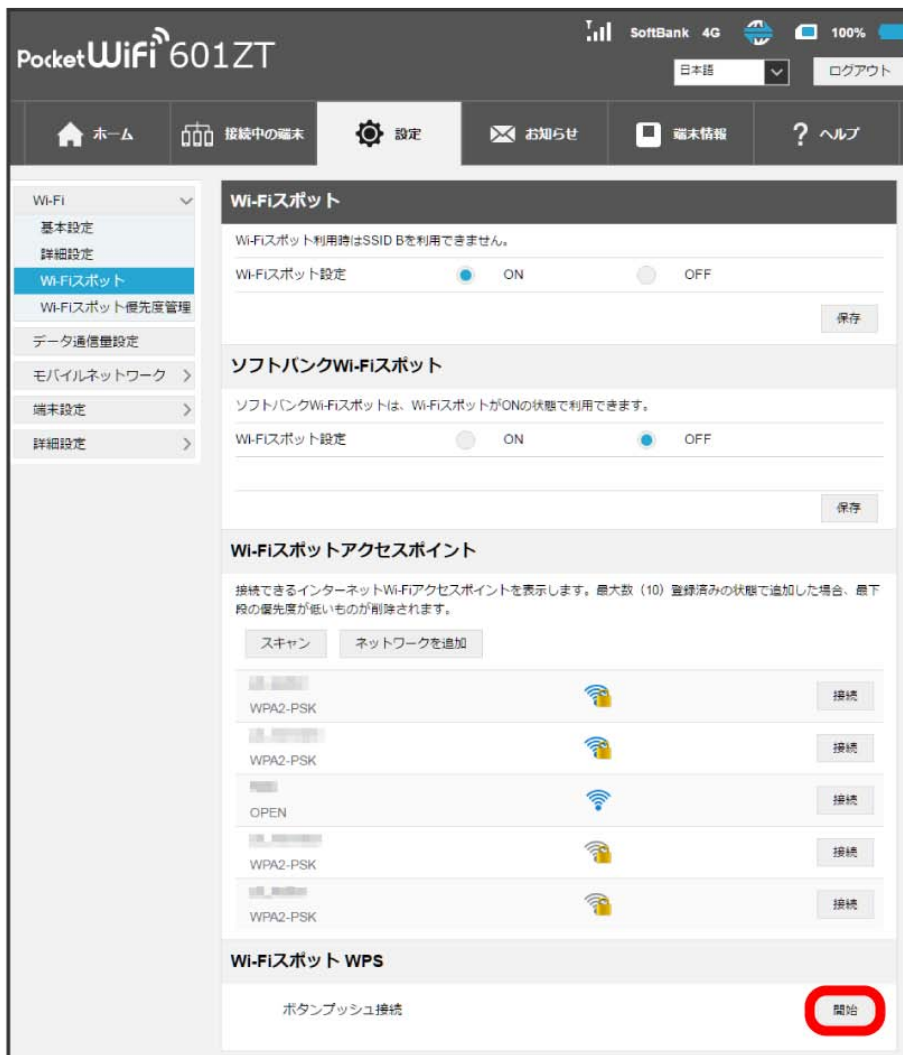 PocketWiFi 601ZT
SoftBank 4G 100%
日本語 ログアウト
ホーム 接続中の端末 設定 お知らせ 端末情報 ? ヘルプ
Wi-Fi
基本設定
詳細設定
Wi-Fiスポット
Wi-Fiスポット優先度管理
データ通信量設定
モバイルネットワーク
端末設定
詳細設定
Wi-Fiスポット
Wi-Fiスポット利用時はSSID Bを利用できません。
Wi-Fiスポット設定 ON OFF
保存
ソフトバンクWi-Fiスポット
ソフトバンクWi-Fiスポットは、Wi-FiスポットがONの状態で利用できます。
Wi-Fiスポット設定 ON OFF
保存
Wi-Fiスポットアクセスポイント
接続できるインターネットWi-Fiアクセスポイントを表示します。最大数（10）登録済みの状態で追加した場合、最下
段の優先度が低いものが削除されます。
スキャン ネットワークを追加
WPA2-PSK 接続
WPA2-PSK 接続
OPEN 接続
WPA2-PSK 接続
WPA2-PSK 接続
Wi-Fiスポット WPS
ボタンプッシュ接続 開始